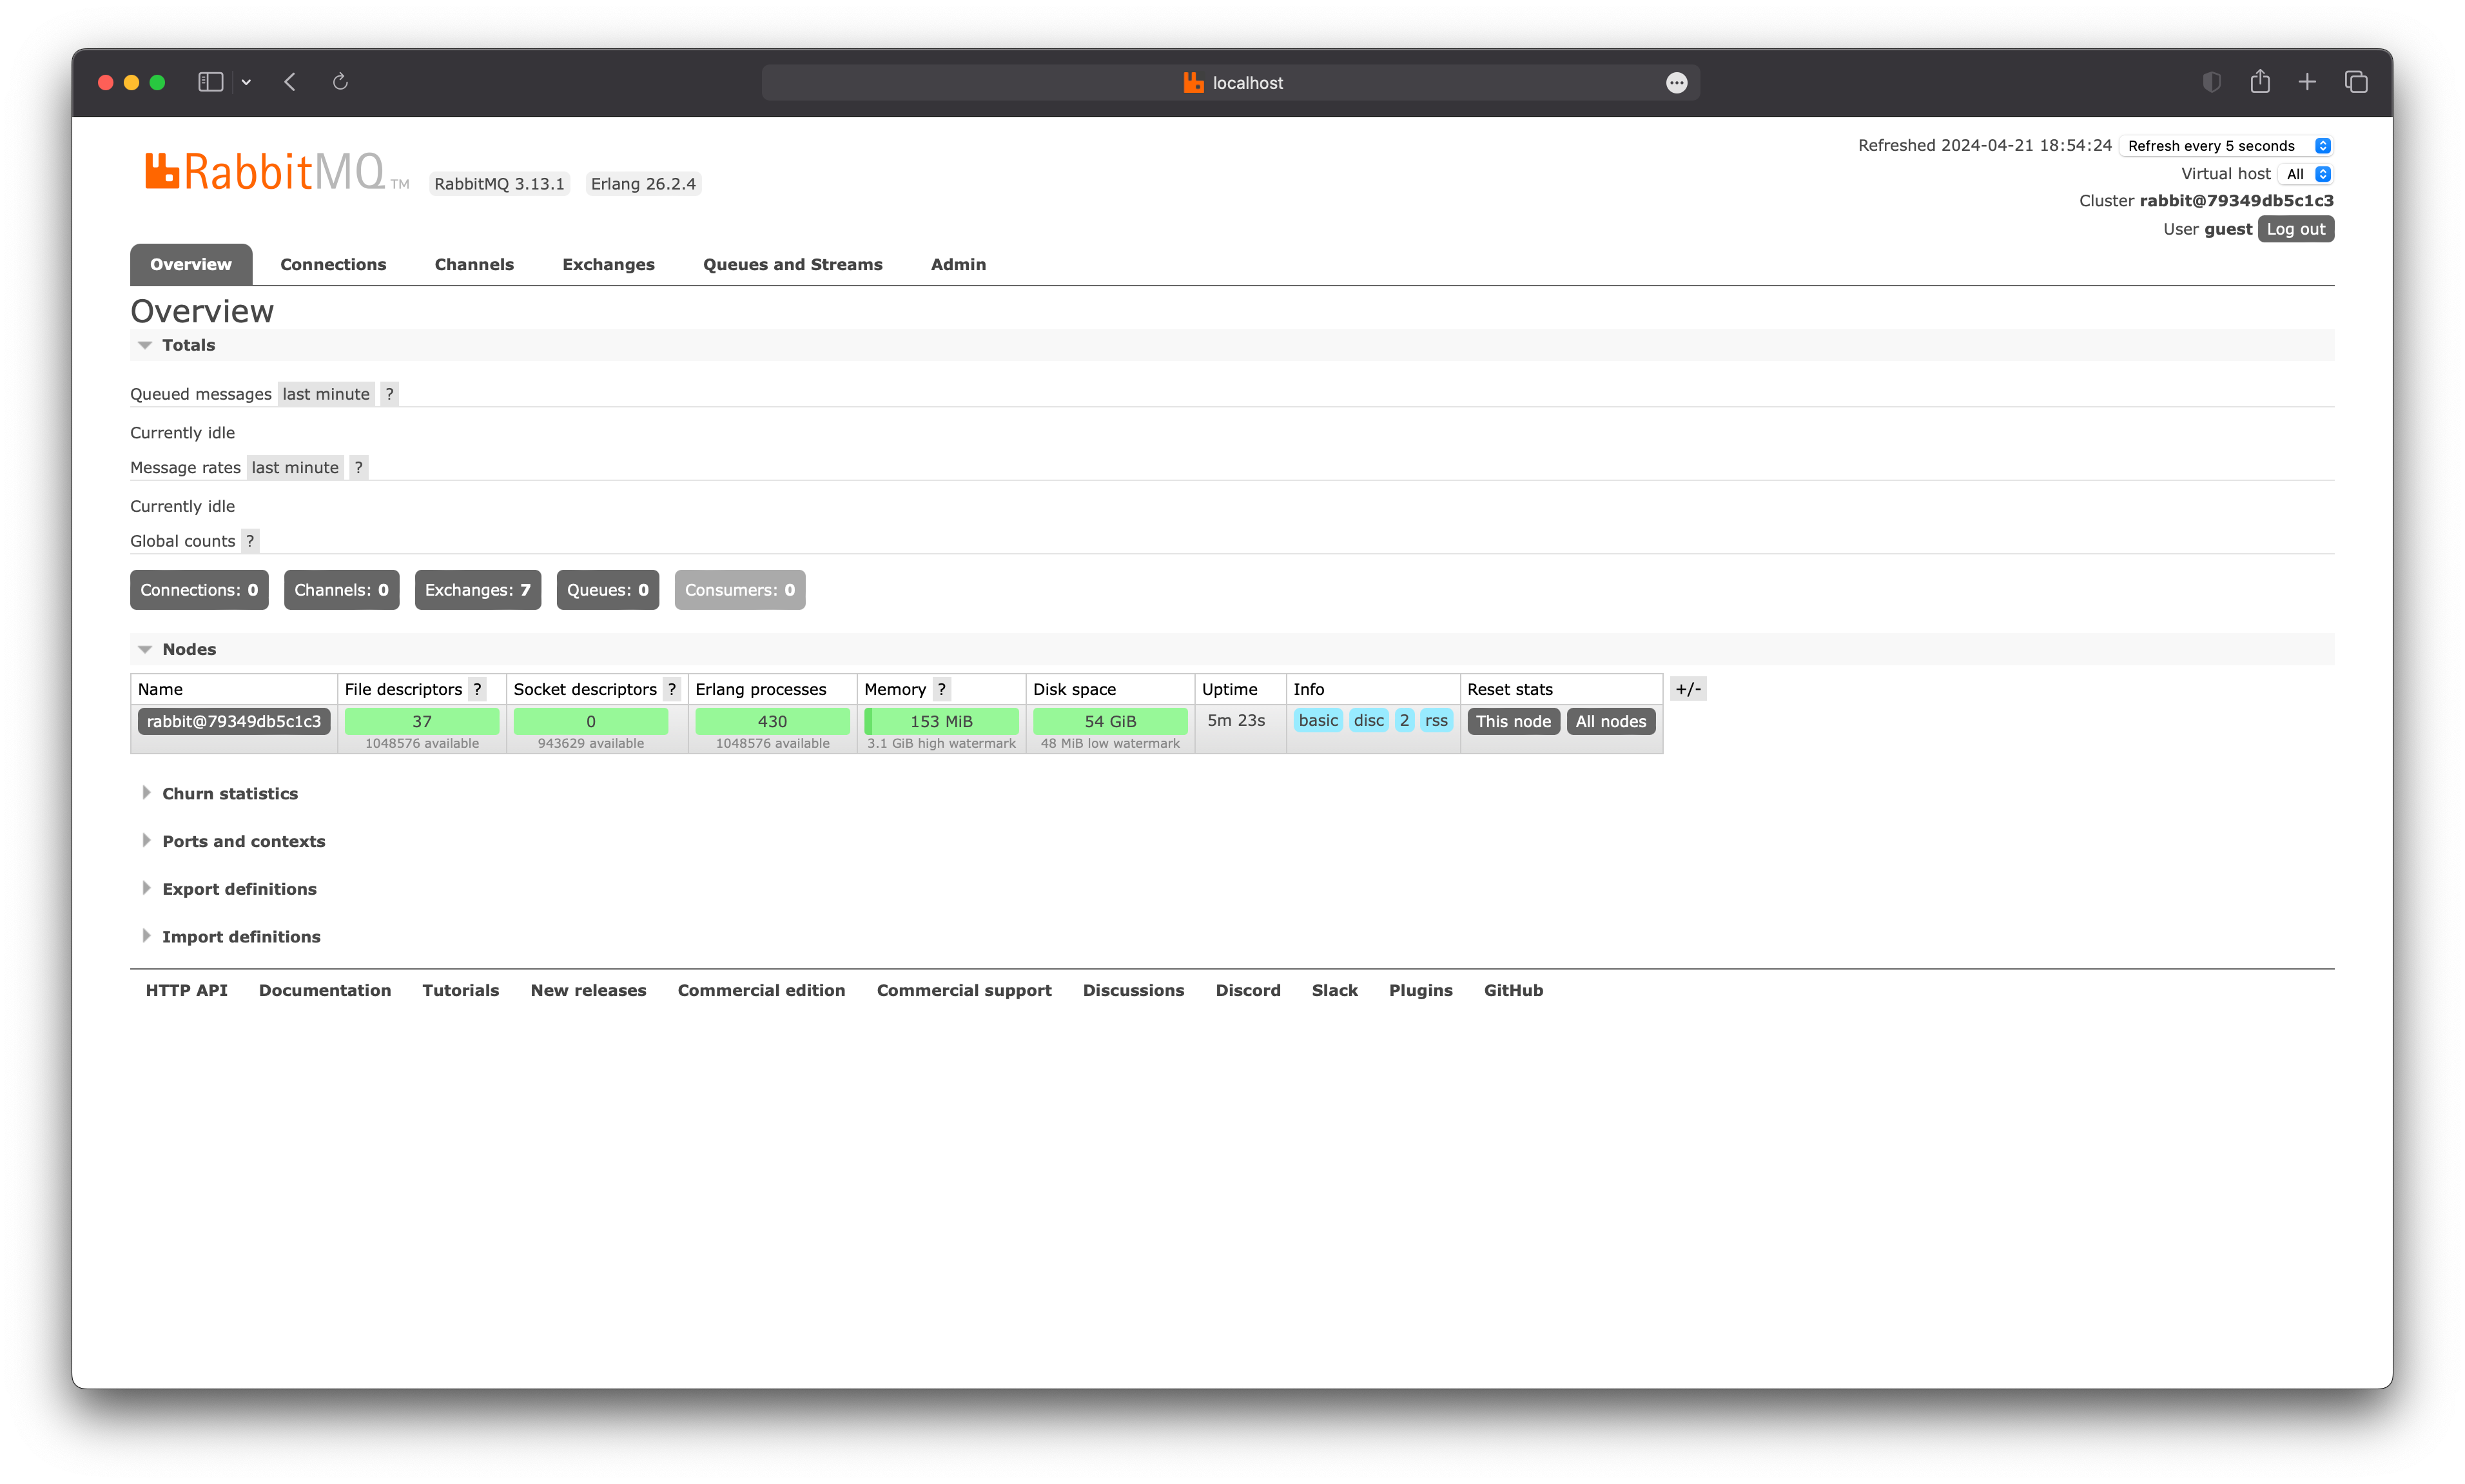 localhost
Refreshed 2024-04-21 18:54:24 Refresh every 5 seconds
RabbitMQ TM RabbitMQ 3.13.1 Erlang 26.2.4
Virtual host All
Cluster rabbit@79349db5c1c3
User guest Log out
Overview Connections Channels Exchanges Queues and Streams Admin
Overview
Totals
Queued messages last minute ?
Currently idle
Message rates last minute ?
Currently idle
Global counts ?
Connections: 0 Channels: 0 Exchanges: 7 Queues: 0 Consumers: 0
Nodes
Name File descriptors ? Socket descriptors ? Erlang processes Memory ? Disk space Uptime Info Reset stats +/-
rabbit@79349db5c1c3 37 0 430 153 MiB 54 GiB 5m 23s basic disc 2 rss This node All nodes
1048576 available 943629 available 1048576 available 3.1 GiB high watermark 48 MiB low watermark
Churn statistics
Ports and contexts
Export definitions
Import definitions
HTTP API Documentation Tutorials New releases Commercial edition Commercial support Discussions Discord Slack Plugins GitHub